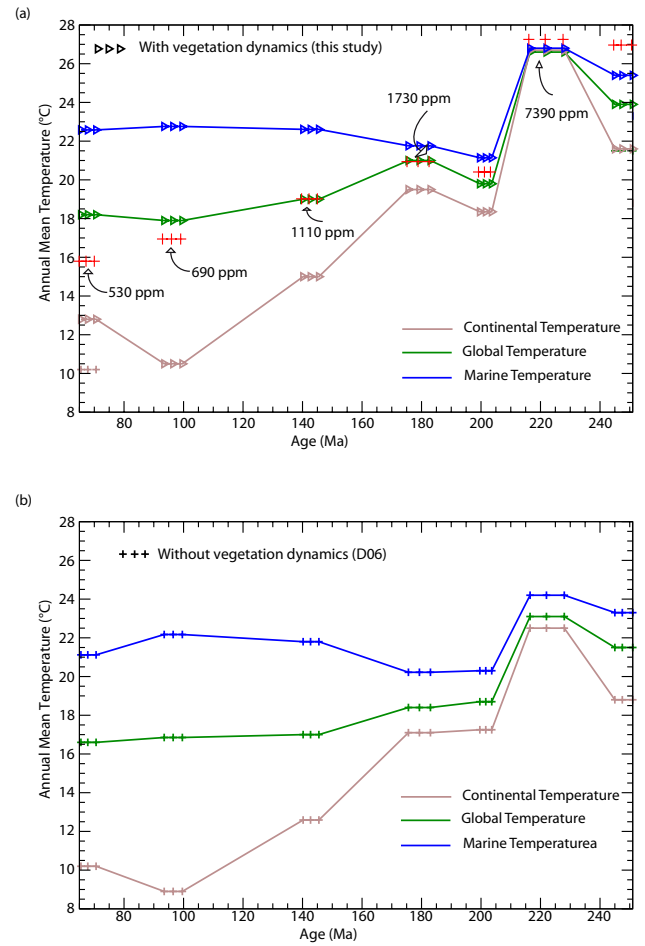 (a)
28
With vegetation dynamics (this study)
26
1730 ppm
24
7390 ppm
22
20
18
1110 ppm
690 ppm
16
530 ppm
14
Continental Temperature
12
Global Temperature
10
Marine Temperature
8
Annual Mean Temperature (°C)
80 100 120 140 160 180 200 220 240
Age (Ma)
(b)
28
Without vegetation dynamics (D06)
26
24
22
20
18
16
14
Continental Temperature
12
Global Temperature
10
Marine Temperaturea
8
Annual Mean Temperature (°C)
80 100 120 140 160 180 200 220 240
Age (Ma)